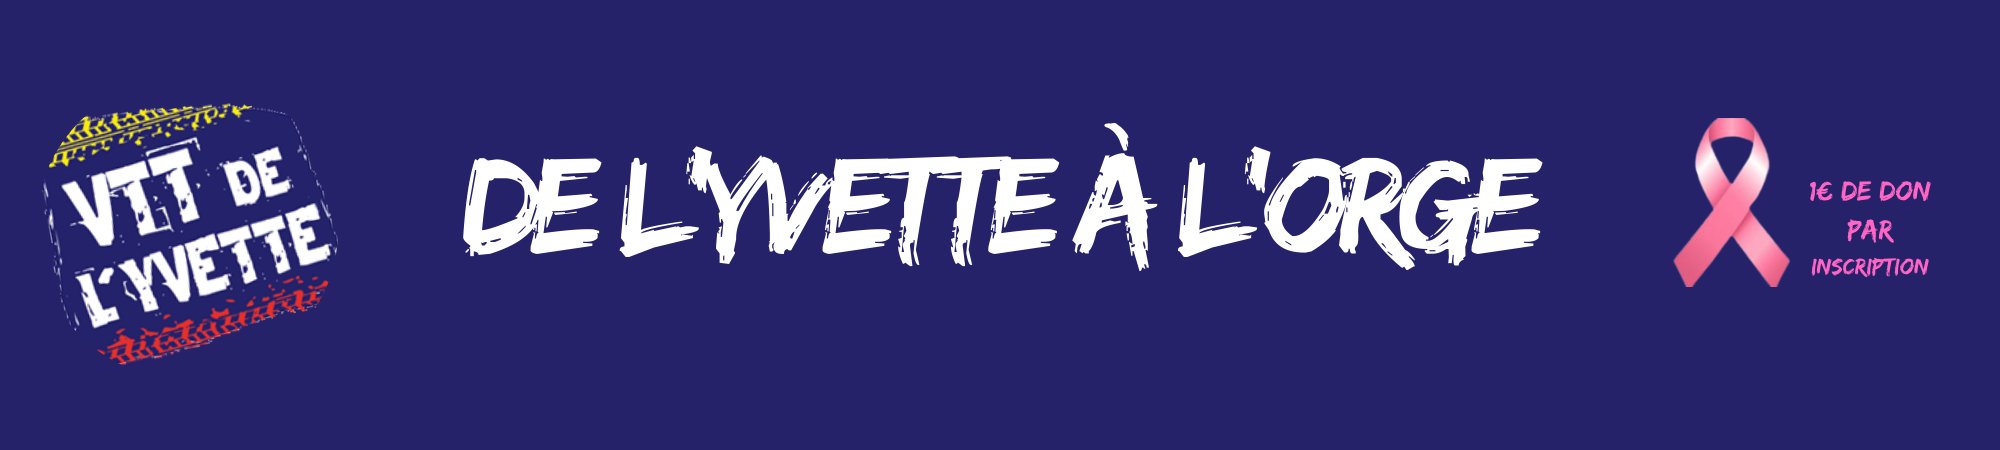 VTT DE
L'YVETTE
DE L'YVETTE À L'ORGE
1€ DE DON
PAR
INSCRIPTION